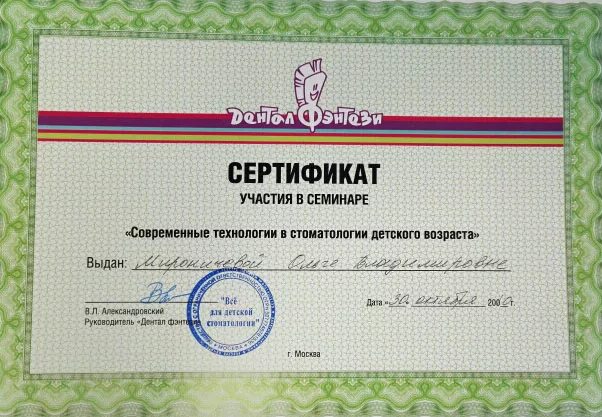 Дентал Фэнтези
СЕРТИФИКАТ
УЧАСТИЯ В СЕМИНАРЕ
«Современные технологии в стоматологии детского возраста»
Выдан: Мироничевой Ольге Владимировне
В.Л. Александровский
Руководитель «Дентал фэнтези»
"Всё
для детской
стоматологии"
МОСКВА
Дата «30 октября 200
г. Москва